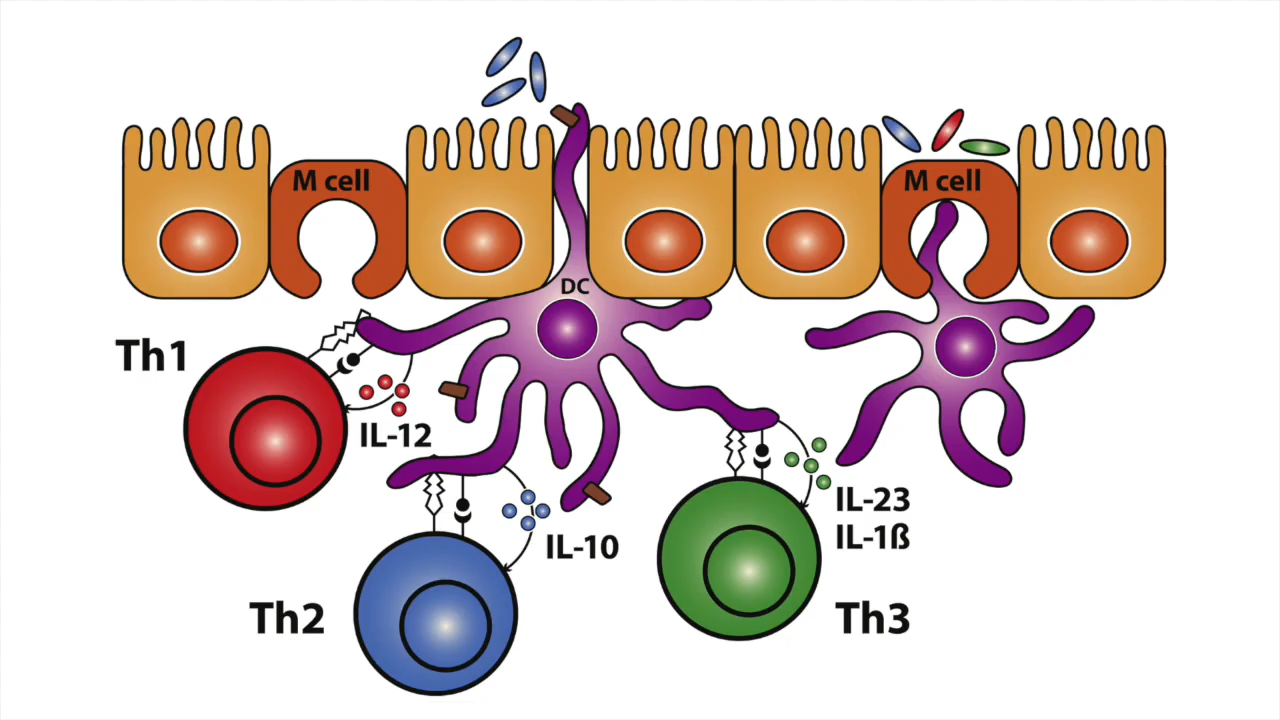 M cell
M cell
DC
Th1
IL-12
IL-23
IL-1ß
IL-10
Th2
Th3